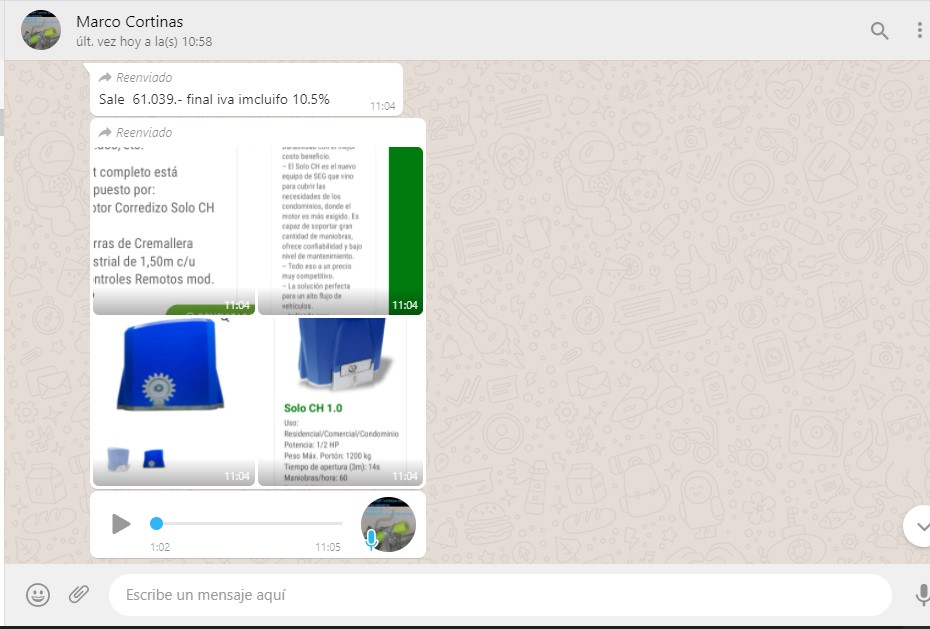 Marco Cortinas
últ. vez hoy a la(s) 10:58
Reenviado
Sale 61.039.- final iva imcluifo 10.5%
11:04
Reenviado
t completo está
puesto por:
otor Corredizo Solo CH
rras de Cremallera
strial de 1,50m c/u
ontroles Remotos mod.
11:04
costo beneficio.
– El Solo CH es el nuevo
equipo de SEG que vino
para cubrir las
necesidades de los
condominios, donde el
motor es más exigido. Es
capaz de soportar gran
cantidad de maniobras,
ofrece confiabilidad y bajo
nivel de mantenimiento.
– Todo eso a un precio
muy competitivo.
– La solución perfecta
para un alto flujo de
vehículos.
11:04
11:04
Solo CH 1.0
Uso:
Residencial/Comercial/Condominio
Potencia: 1/2 HP
Peso Máx. Portón: 1200 kg
Tiempo de apertura (3m): 14s
Maniobras/hora: 60
11:04
1:02
11:05
Escribe un mensaje aquí